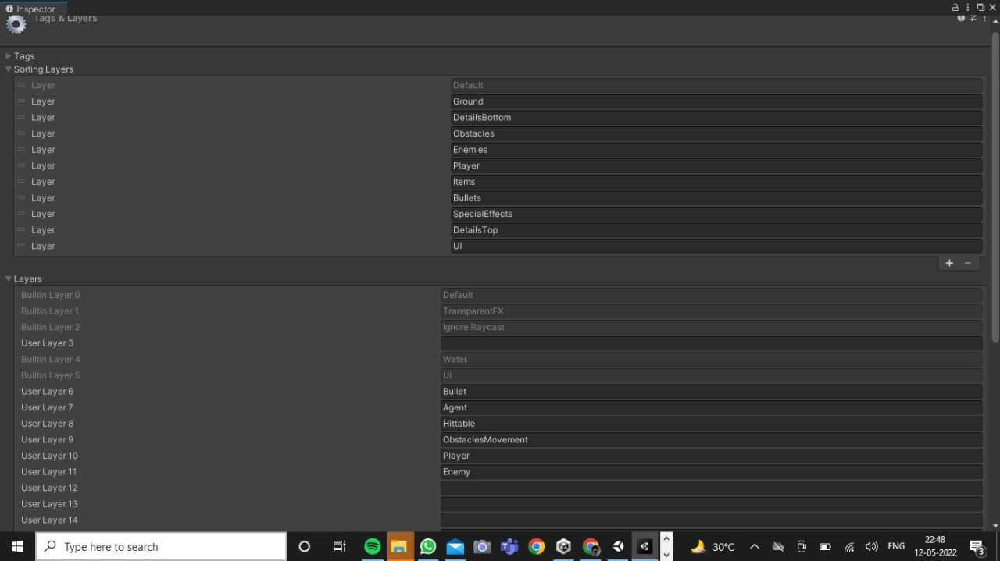 Inspector
Tags & Layers
Tags
Sorting Layers
Layer Default
Layer Ground
Layer DetailsBottom
Layer Obstacles
Layer Enemies
Layer Player
Layer Items
Layer Bullets
Layer SpecialEffects
Layer DetailsTop
Layer UI
Layers
Builtin Layer 0 Default
Builtin Layer 1 TransparentFX
Builtin Layer 2 Ignore Raycast
User Layer 3
Builtin Layer 4 Water
Builtin Layer 5 UI
User Layer 6 Bullet
User Layer 7 Agent
User Layer 8 Hittable
User Layer 9 ObstaclesMovement
User Layer 10 Player
User Layer 11 Enemy
User Layer 12
User Layer 13
User Layer 14
Type here to search
30°C
ENG
22:48
12-05-2022
3